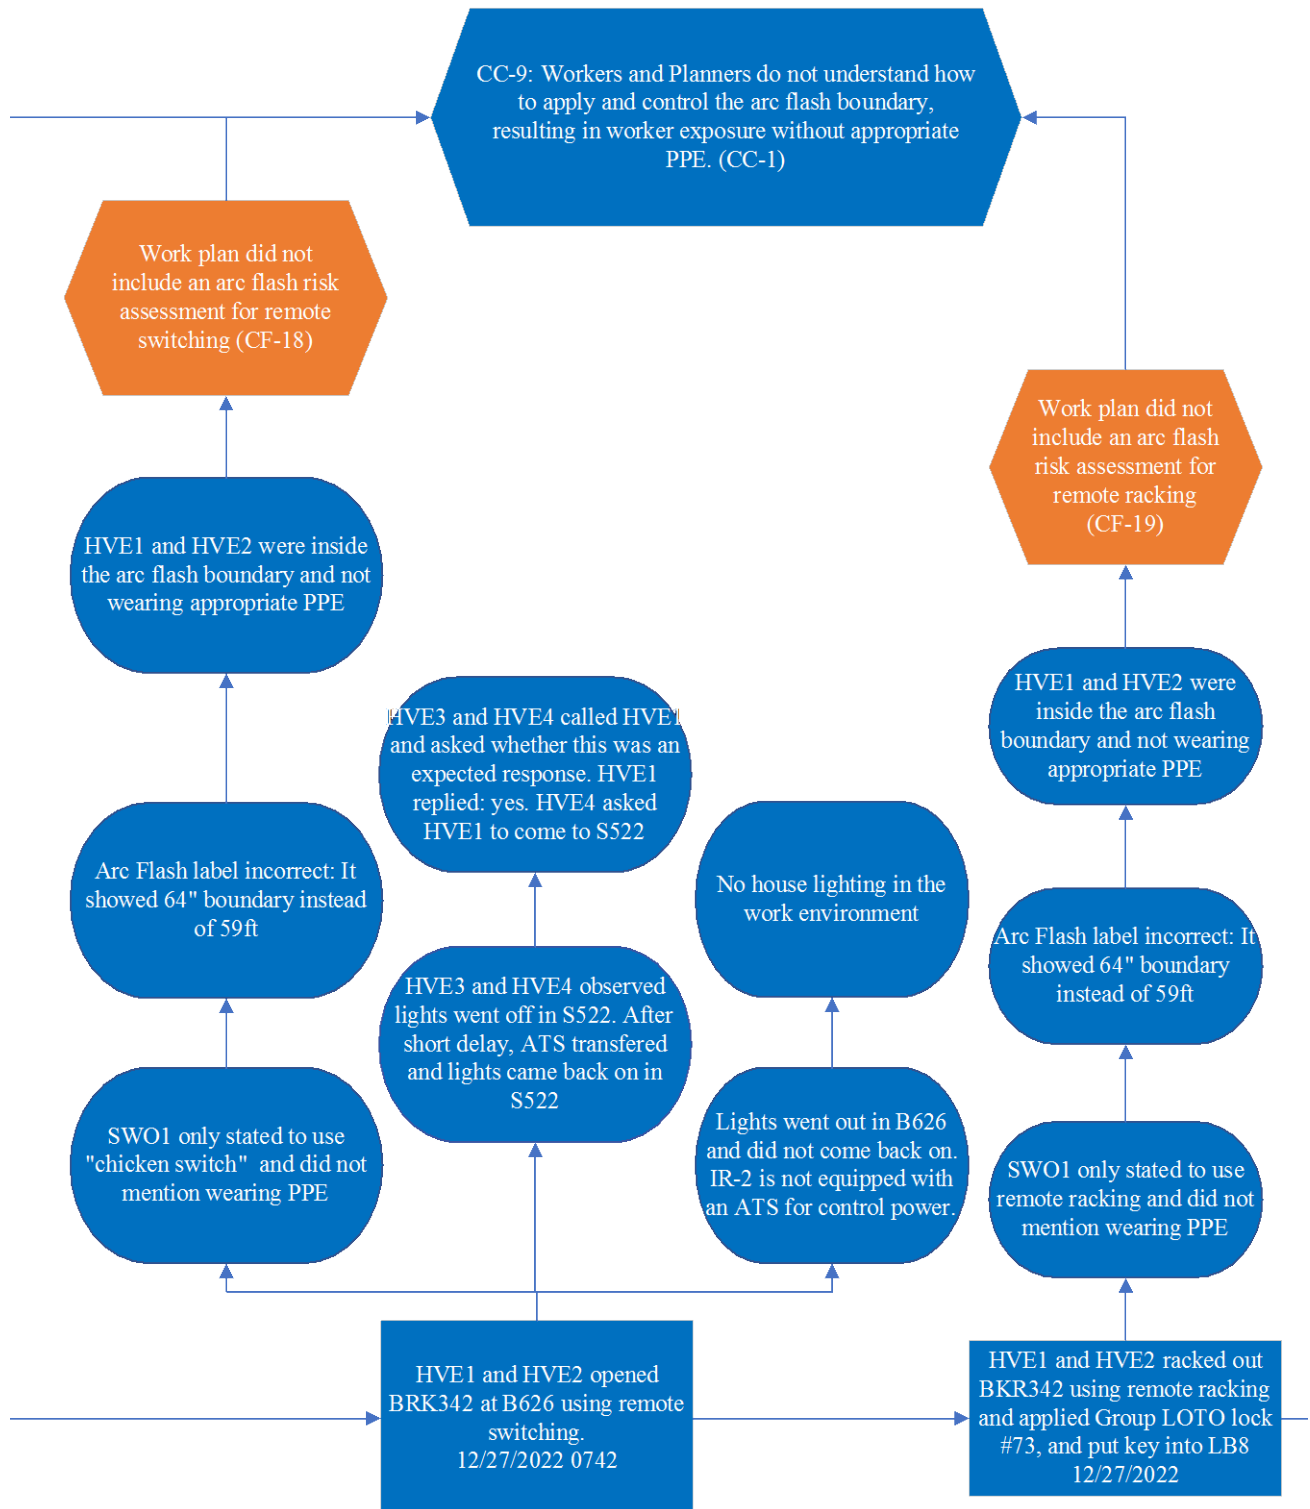 CC-9: Workers and Planners do not understand how
to apply and control the arc flash boundary,
resulting in worker exposure without appropriate
PPE. (CC-1)
Work plan did not
include an arc flash risk
assessment for remote
switching (CF-18)
Work plan did not
include an arc flash
risk assessment for
remote racking
(CF-19)
HVE1 and HVE2 were inside
the arc flash boundary and not
wearing appropriate PPE
HVE3 and HVE4 called HVE1
and asked whether this was an
expected response. HVE1
replied: yes. HVE4 asked
HVE1 to come to S522
HVE1 and HVE2 were
inside the arc flash
boundary and not wearing
appropriate PPE
Arc Flash label incorrect: It
showed 64" boundary instead
of 59ft
No house lighting in the
work environment
Arc Flash label incorrect: It
showed 64" boundary
instead of 59ft
HVE3 and HVE4 observed
lights went off in S522. After
short delay, ATS transfered
and lights came back on in
S522
SWO1 only stated to use
"chicken switch"  and did not
mention wearing PPE
Lights went out in B626
and did not come back on.
IR-2 is not equipped with
an ATS for control power.
SWO1 only stated to use
remote racking and did not
mention wearing PPE
HVE1 and HVE2 opened
BRK342 at B626 using remote
switching.
12/27/2022 0742
HVE1 and HVE2 racked out
BKR342 using remote racking
and applied Group LOTO lock
#73, and put key into LB8
12/27/2022